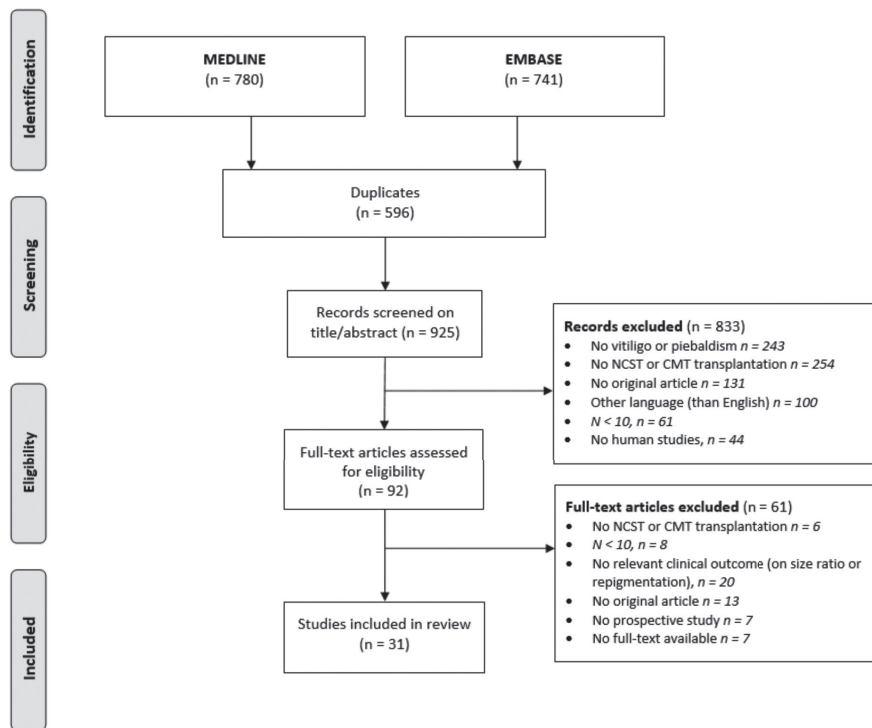 Identification
MEDLINE
(n = 780)
EMBASE
(n = 741)
Duplicates
(n = 596)
Screening
Records screened on
title/abstract (n = 925)
Records excluded (n = 833)
• No vitiligo or piebaldism n = 243
• No NCST or CMT transplantation n = 254
• No original article n = 131
• Other language (than English) n = 100
• N < 10, n = 61
• No human studies, n = 44
Eligibility
Full-text articles assessed
for eligibility
(n = 92)
Full-text articles excluded (n = 61)
• No NCST or CMT transplantation n = 6
• N < 10, n = 8
• No relevant clinical outcome (on size ratio or
repigmentation), n = 20
• No original article n = 13
• No prospective study n = 7
• No full-text available n = 7
Included
Studies included in review
(n = 31)